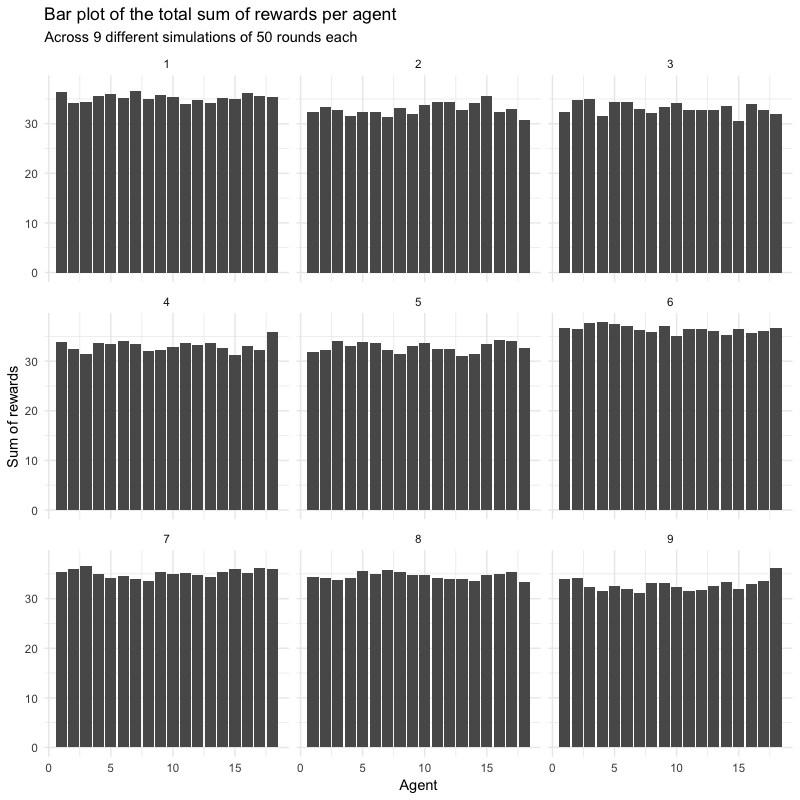 Bar plot of the total sum of rewards per agent
Across 9 different simulations of 50 rounds each
1 2 3
30
20
10
0
4 5 6
30
20
10
0
Sum of rewards
7 8 9
30
20
10
0
0 5 10 15 0 5 10 15 0 5 10 15
Agent